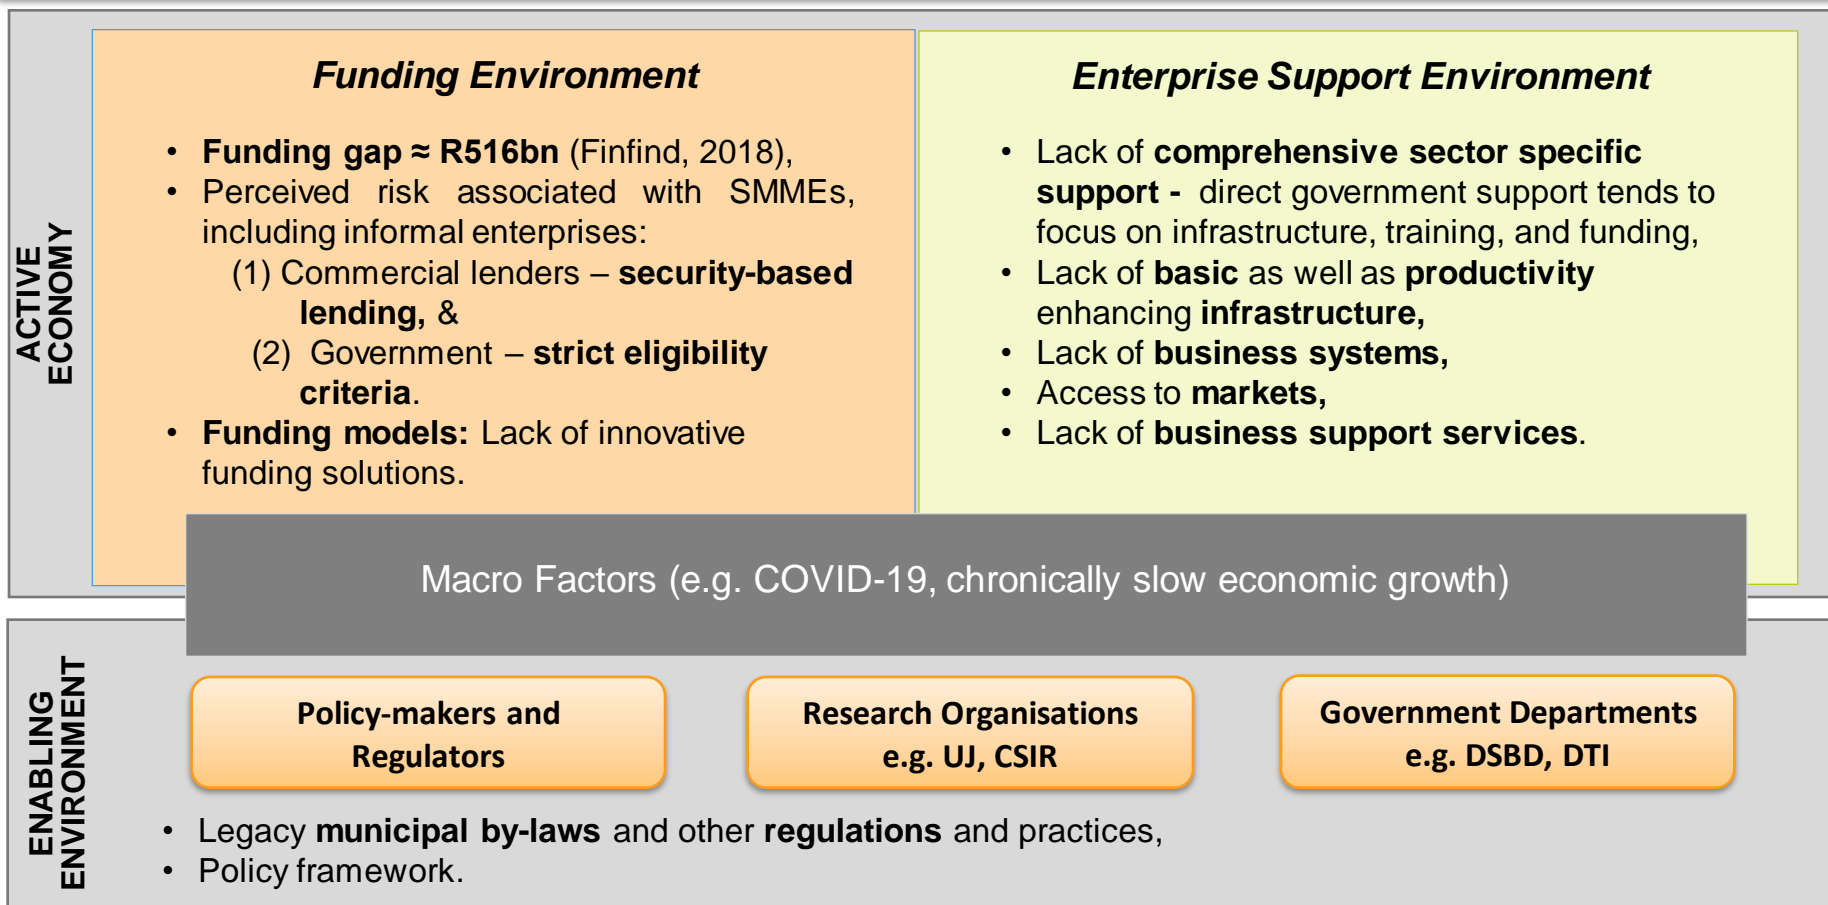 ACTIVE
ECONOMY
Funding Environment
• Funding gap ≈ R516bn (Finfind, 2018),
• Perceived risk associated with SMMEs,
including informal enterprises:
(1) Commercial lenders – security-based
lending, &
(2) Government – strict eligibility
criteria.
• Funding models: Lack of innovative
funding solutions.
Enterprise Support Environment
• Lack of comprehensive sector specific
support - direct government support tends to
focus on infrastructure, training, and funding,
• Lack of basic as well as productivity
enhancing infrastructure,
• Lack of business systems,
• Access to markets,
• Lack of business support services.
Macro Factors (e.g. COVID-19, chronically slow economic growth)
ENABLING
ENVIRONMENT
Policy-makers and
Regulators
Research Organisations
e.g. UJ, CSIR
Government Departments
e.g. DSBD, DTI
• Legacy municipal by-laws and other regulations and practices,
• Policy framework.